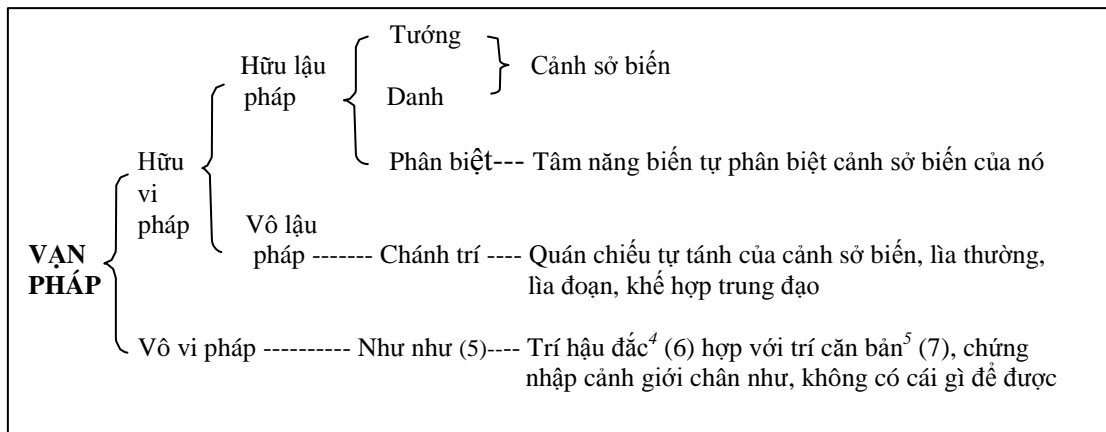 Tướng
Hữu lậu
Cảnh sở biến
pháp
Danh
Hữu
Phân biệt--- Tâm năng biến tự phân biệt cảnh sở biến của nó
vi
pháp
Vô lậu
VẠN
pháp ------- Chánh trí ---- Quán chiếu tự tánh của cảnh sở biến, lìa thường,
PHÁP
lìa đoạn, khế hợp trung đạo
Vô vi pháp ---------- Như như (5)---- Trí hậu đắc4 (6) hợp với trí căn bản5 (7), chứng
nhập cảnh giới chân như, không có cái gì để được